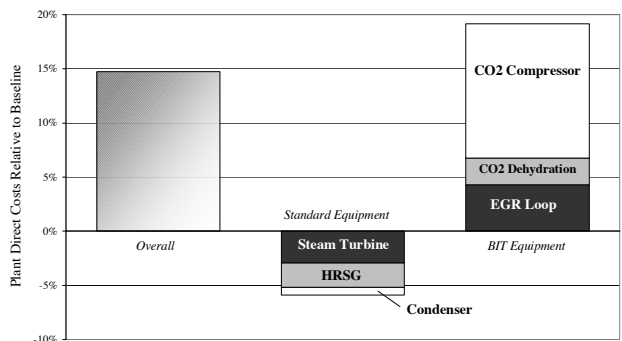 Plant Direct Costs Relative to Baseline
20%
15%
10%
5%
0%
-5%
-10%
Overall
Standard Equipment
Steam Turbine
HRSG
Condenser
CO2 Compressor
CO2 Dehydration
EGR Loop
BIT Equipment